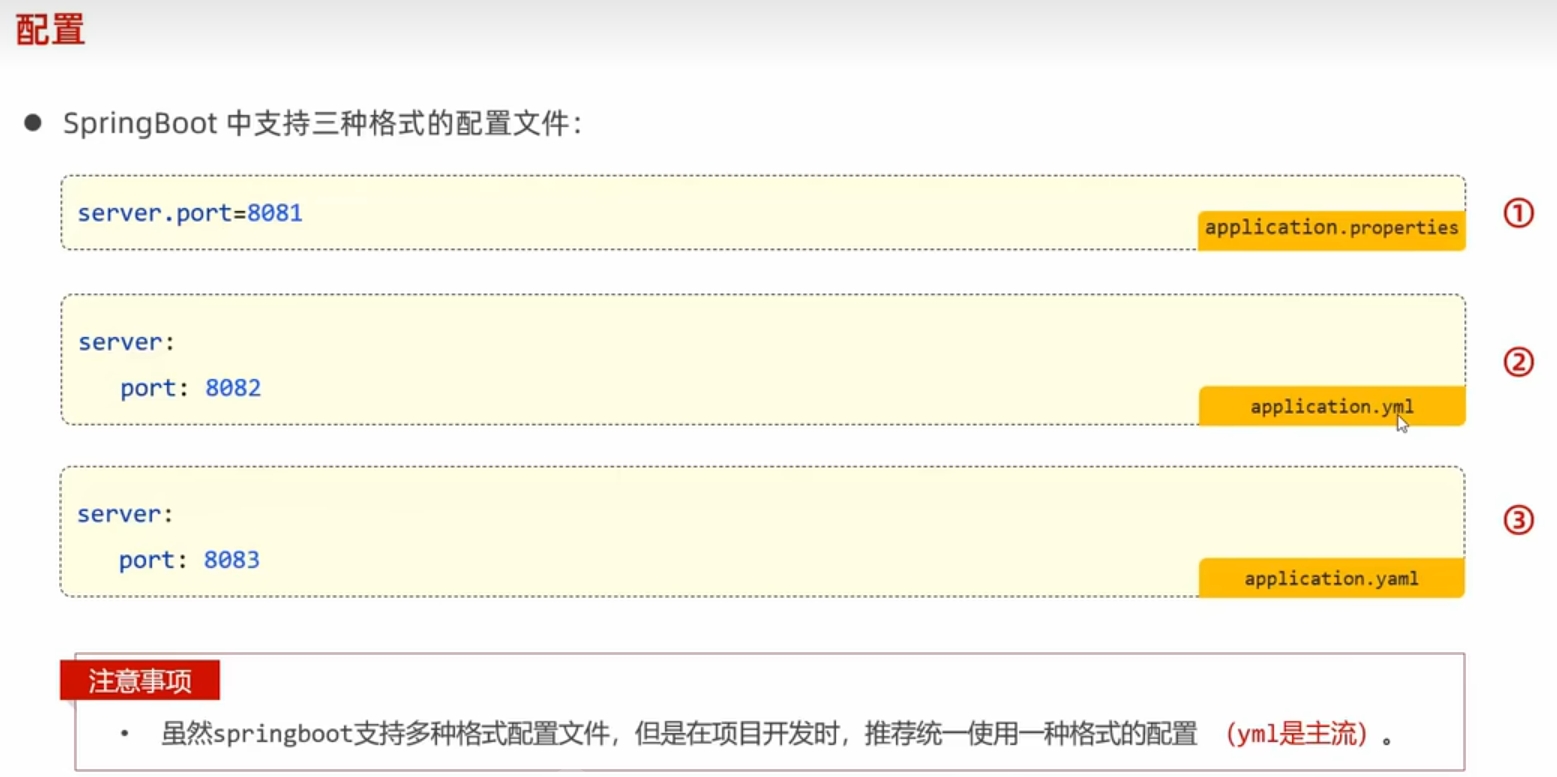 配置
● SpringBoot 中支持三种格式的配置文件：
server.port=8081
application.properties
①
server:
port: 8082
application.yml
②
server:
port: 8083
application.yaml
③
注意事项
• 虽然springboot支持多种格式配置文件，但是在项目开发时，推荐统一使用一种格式的配置 （yml是主流）。